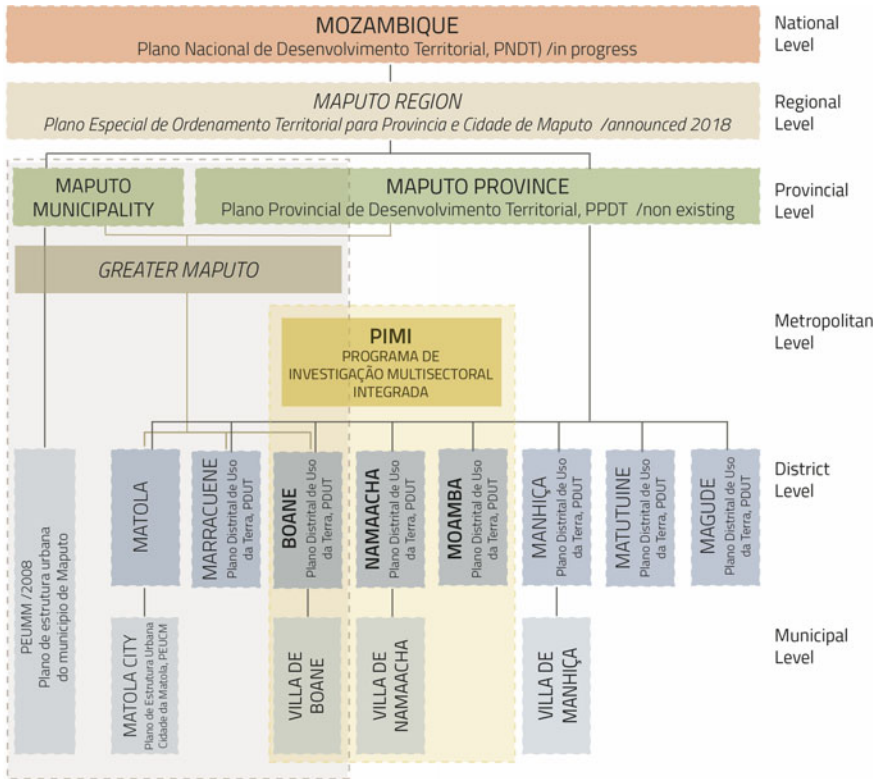 MOZAMBIQUE
Plano Nacional de Desenvolvimento Territorial, PNDT) /in progress
National
Level
MAPUTO REGION
Plano Especial de Ordenamento Territorial para Provincia e Cidade de Maputo /announced 2018
Regional
Level
MAPUTO
MUNICIPALITY
MAPUTO PROVINCE
Plano Provincial de Desenvolvimento Territorial, PPDT /non existing
Provincial
Level
GREATER MAPUTO
PIMI
PROGRAMA DE
INVESTIGAÇÃO MULTISECTORAL
INTEGRADA
Metropolitan
Level
PEUMM /2008
Plano de estrutura urbana
do município de Maputo
MATOLA
MARRACUENE
Plano Distrital de Uso
da Terra, PDUT
BOANE
Plano Distrital de Uso
da Terra, PDUT
NAMAACHA
Plano Distrital de Uso
da Terra, PDUT
MOAMBA
Plano Distrital de Uso
da Terra, PDUT
MANHIÇA
Plano Distrital de Uso
da Terra, PDUT
MATUTUINE
Plano Distrital de Uso
da Terra, PDUT
MAGUDE
Plano Distrital de Uso
da Terra, PDUT
District
Level
MATOLA CITY
Plano de Estrutura Urbana
Cidade da Matola, PEUCM
VILLA DE
BOANE
VILLA DE
NAMAACHA
VILLA DE
MANHIÇA
Municipal
Level